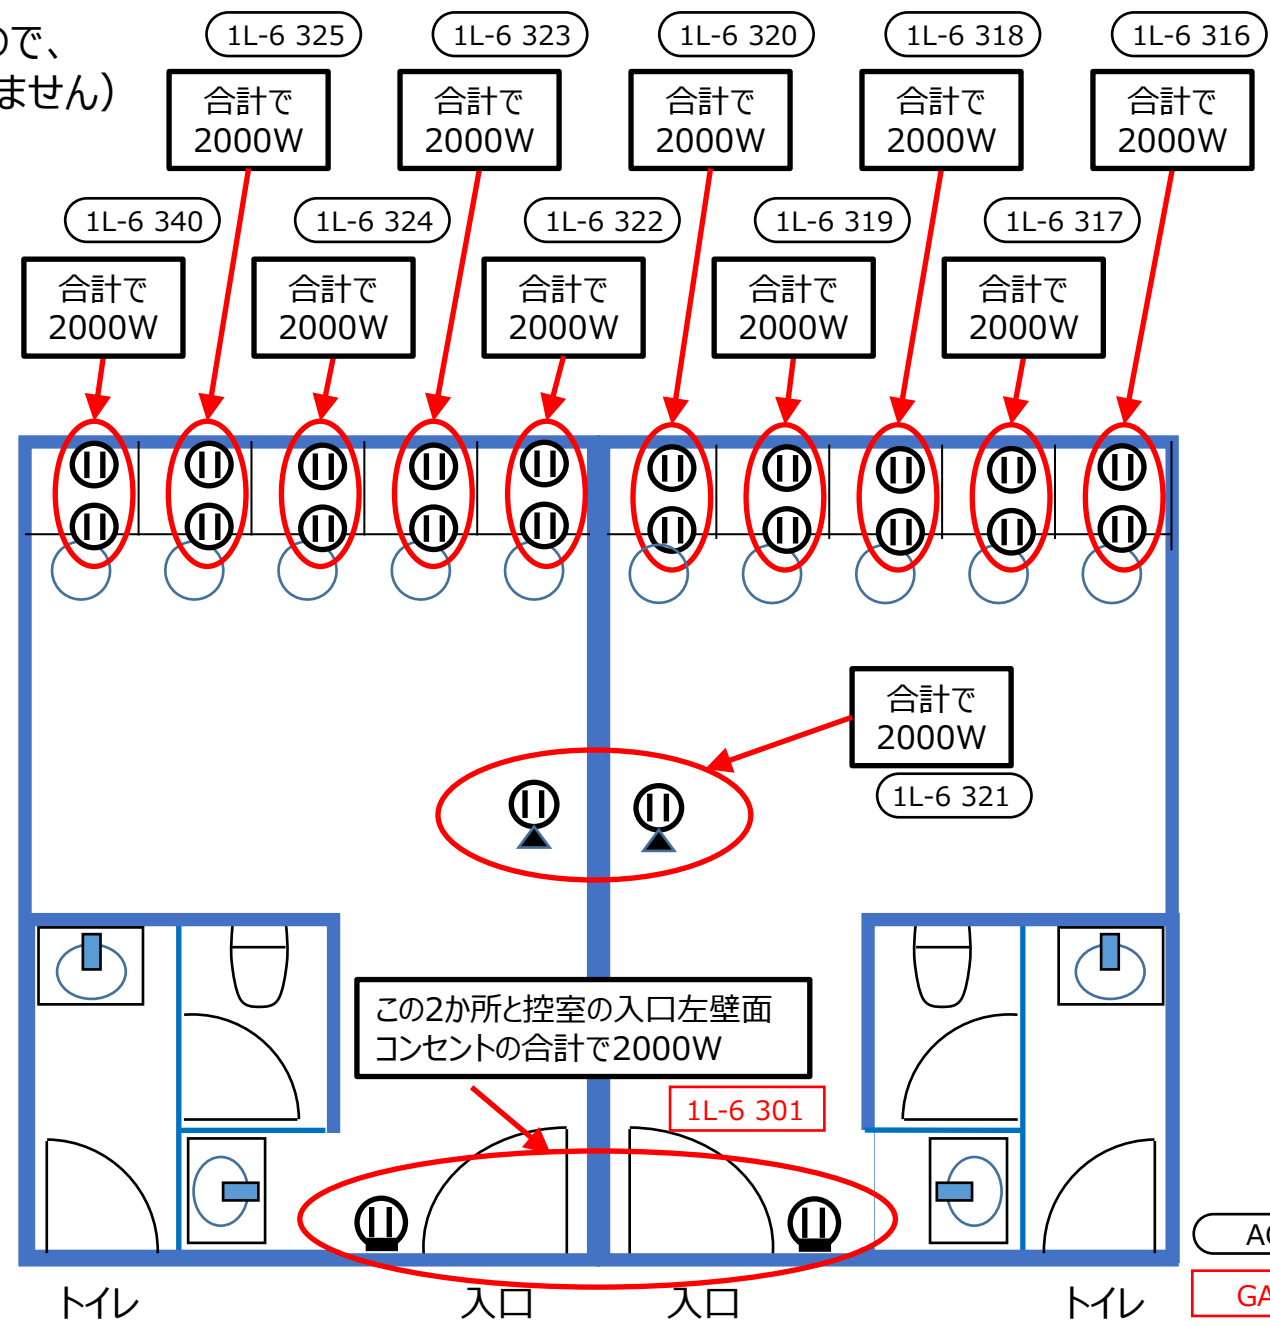 ので、
ません）
1L-6 325
1L-6 323
1L-6 320
1L-6 318
1L-6 316
合計で
2000W
合計で
2000W
合計で
2000W
合計で
2000W
合計で
2000W
1L-6 340
1L-6 324
1L-6 322
1L-6 319
1L-6 317
合計で
2000W
合計で
2000W
合計で
2000W
合計で
2000W
合計で
2000W
合計で
2000W
1L-6 321
この2か所と控室の入口左壁面
コンセントの合計で2000W
1L-6 301
トイレ
入口
入口
トイレ
GA